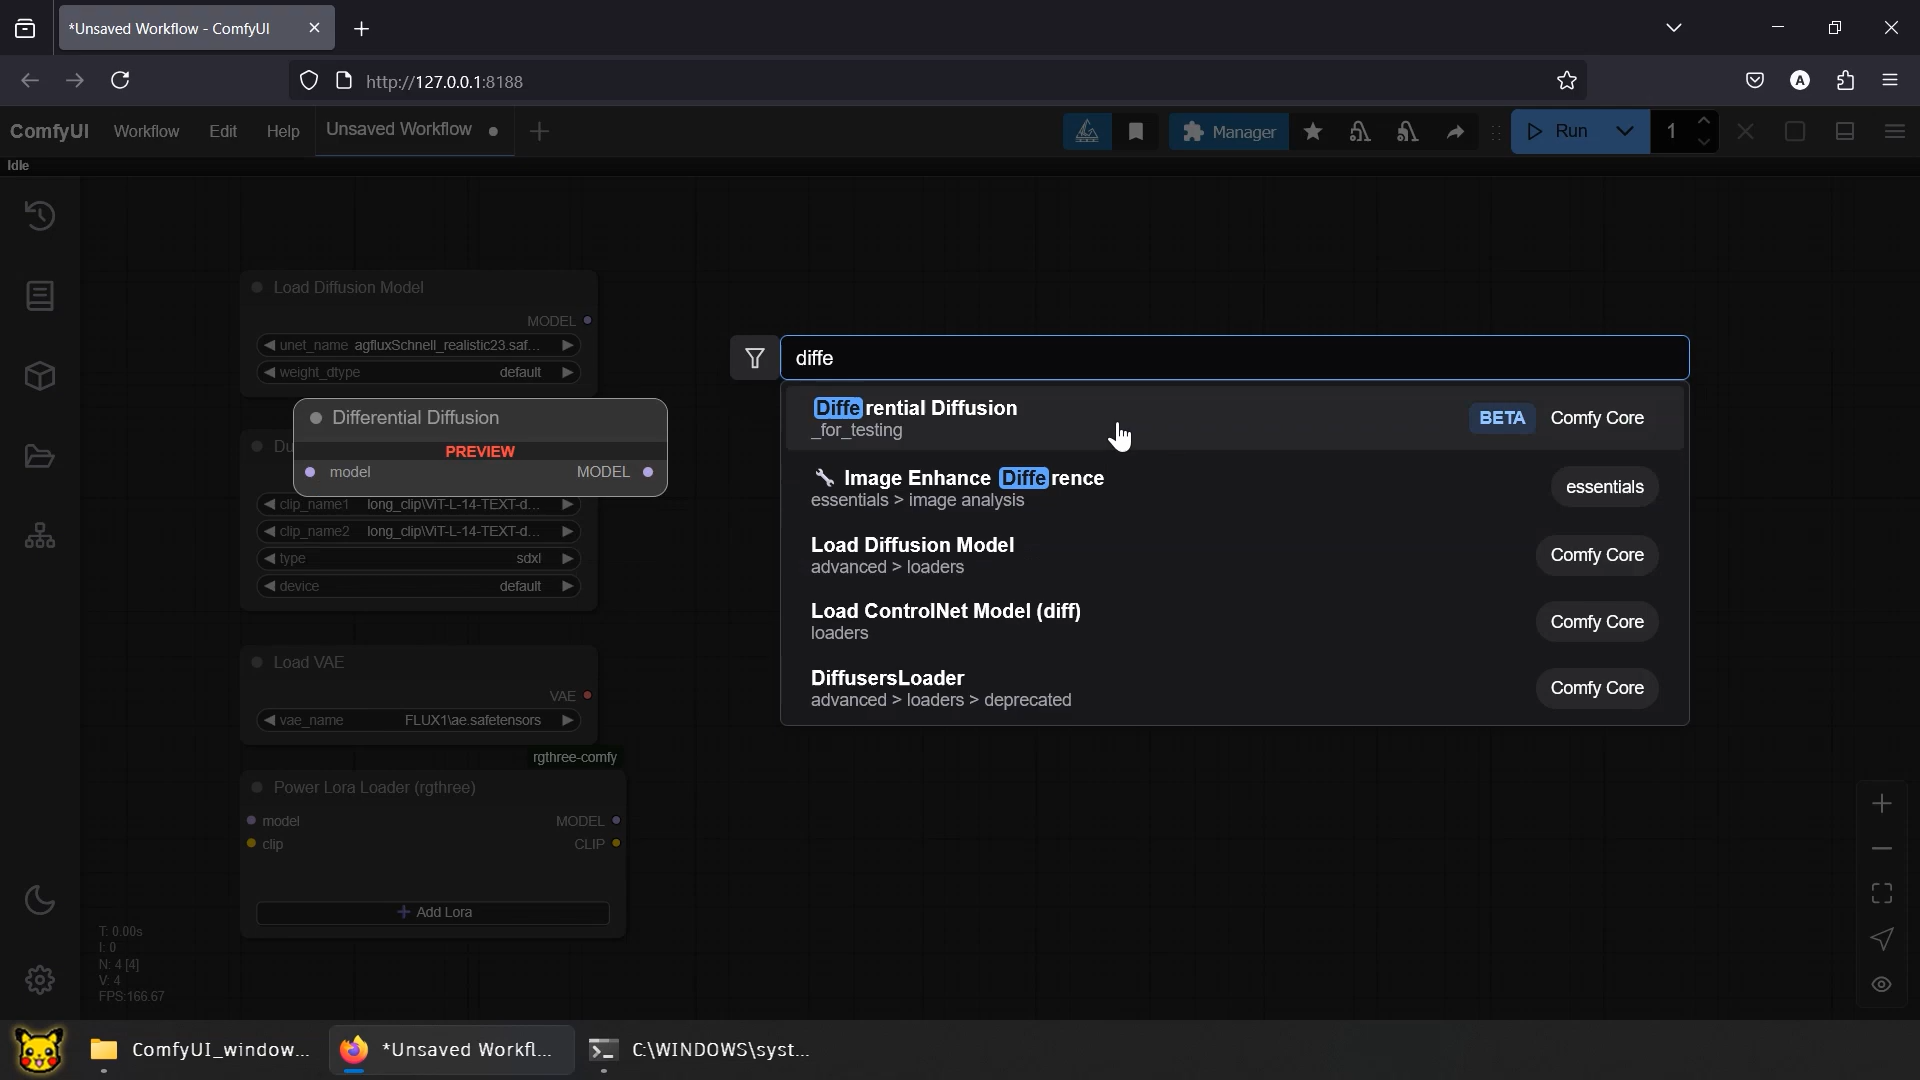 *Unsaved Workflow - ComfyUI
http://127.0.0.1:8188
A
ComfyUI Workflow Edit Help Unsaved Workflow
Manager Run 1
Idle
Load Diffusion Model
MODEL
unet_name agfluxSchnell_realistic23.saf...
weight_dtype default
Du
Differential Diffusion
PREVIEW
model MODEL
clip_name1 long_clip\ViT-L-14-TEXT-d...
clip_name2 long_clip\ViT-L-14-TEXT-d...
type sdxl
device default
Load VAE
VAE
vae_name FLUX1\ae.safetensors
rgthree-comfy
Power Lora Loader (rgthree)
model MODEL
clip CLIP
Add Lora
T: 0.00s
I: 0
N: 4 [4]
V: 4
FPS:166.67
diffe
Differential Diffusion
_for_testing
BETA Comfy Core
Image Enhance Difference
essentials > image analysis
essentials
Load Diffusion Model
advanced > loaders
Comfy Core
Load ControlNet Model (diff)
loaders
Comfy Core
DiffusersLoader
advanced > loaders > deprecated
Comfy Core
ComfyUI_window... *Unsaved Workfl... C:\WINDOWS\syst...